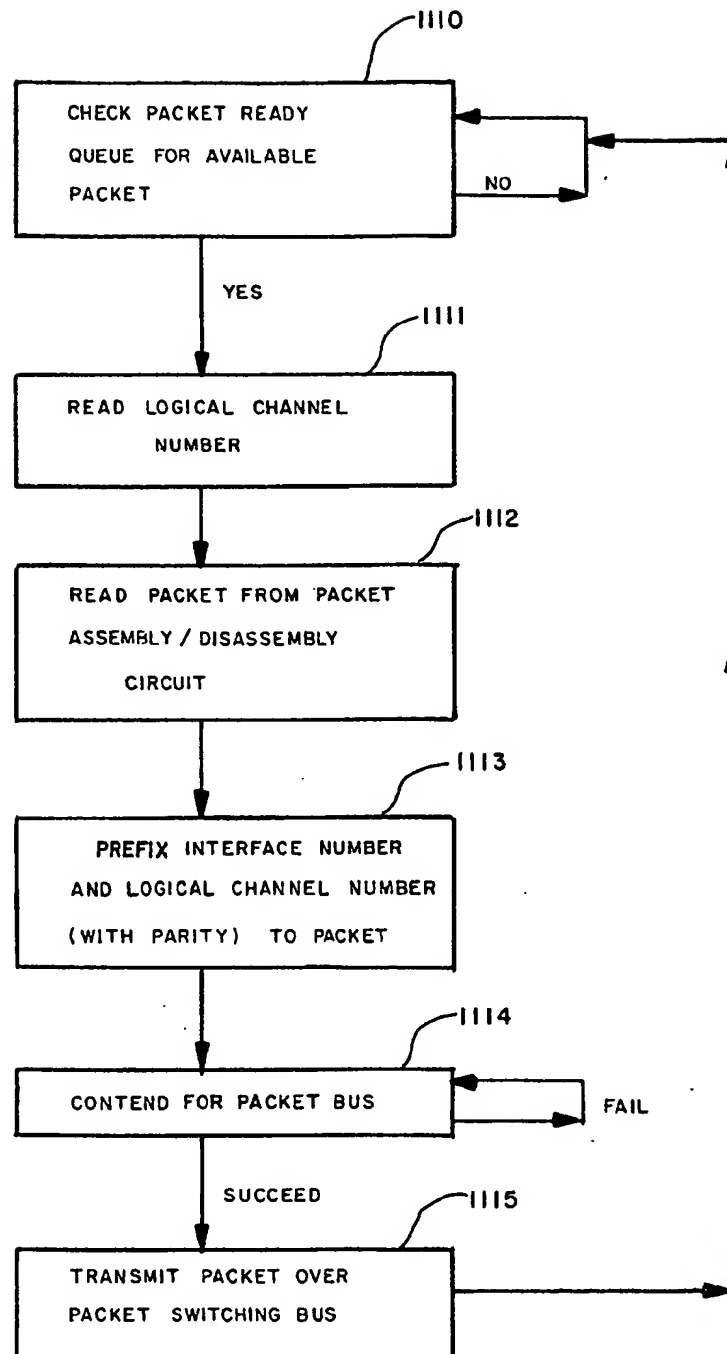 1110
CHECK PACKET READY
QUEUE FOR AVAILABLE
PACKET
NO
YES
1111
READ LOGICAL CHANNEL
NUMBER
1112
READ PACKET FROM PACKET
ASSEMBLY / DISASSEMBLY
CIRCUIT
1113
PREFIX INTERFACE NUMBER
AND LOGICAL CHANNEL NUMBER
(WITH PARITY) TO PACKET
1114
CONTEND FOR PACKET BUS
FAIL
SUCCEED
1115
TRANSMIT PACKET OVER
PACKET SWITCHING BUS